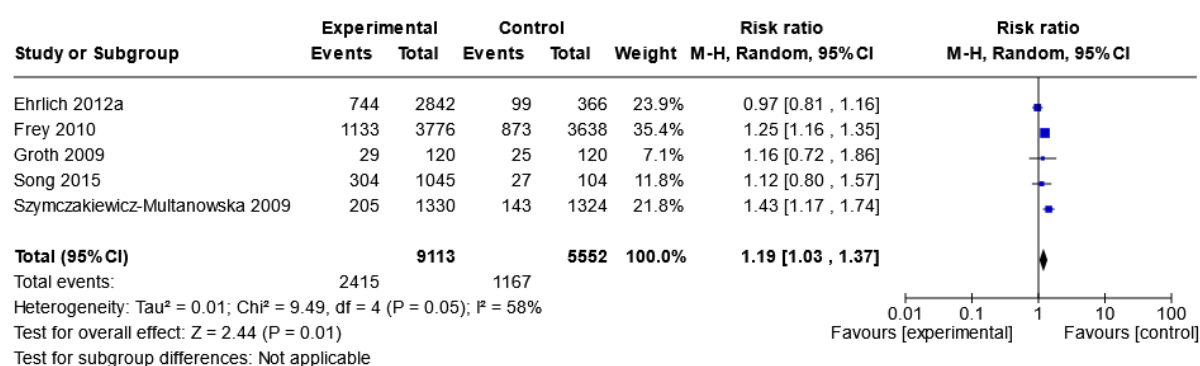 Experimental Control Risk ratio Risk ratio
Study or Subgroup Events Total Events Total Weight M-H, Random, 95%CI M-H, Random, 95%CI
Ehrlich 2012a 744 2842 99 366 23.9% 0.97 [0.81 , 1.16]
Frey 2010 1133 3776 873 3638 35.4% 1.25 [1.16 , 1.35]
Groth 2009 29 120 25 120 7.1% 1.16 [0.72 , 1.86]
Song 2015 304 1045 27 104 11.8% 1.12 [0.80 , 1.57]
Szymczakiewicz-Multanowska 2009 205 1330 143 1324 21.8% 1.43 [1.17 , 1.74]
Total (95%CI) 9113 5552 100.0% 1.19 [1.03 , 1.37]
Total events: 2415 1167
Heterogeneity: Tau² = 0.01; Chi² = 9.49, df = 4 (P = 0.05); I² = 58%
Test for overall effect: Z = 2.44 (P = 0.01)
Test for subgroup differences: Not applicable
0.01 0.1 1 10 100
Favours [experimental] Favours [control]